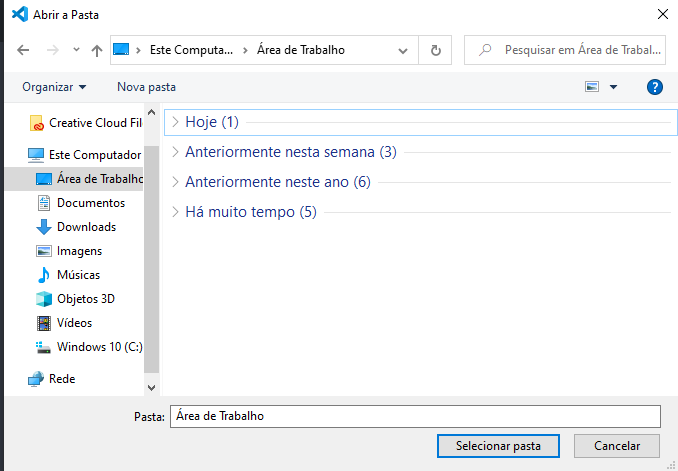 Abrir a Pasta
Este Computa... Área de Trabalho
Pesquisar em Área de Trabal...
Organizar
Nova pasta
Creative Cloud Fil
Este Computador
Área de Trabalho
Documentos
Downloads
Imagens
Músicas
Objetos 3D
Vídeos
Windows 10 (C:)
Rede
Hoje (1)
Anteriormente nesta semana (3)
Anteriormente neste ano (6)
Há muito tempo (5)
Pasta: Área de Trabalho
Selecionar pasta
Cancelar